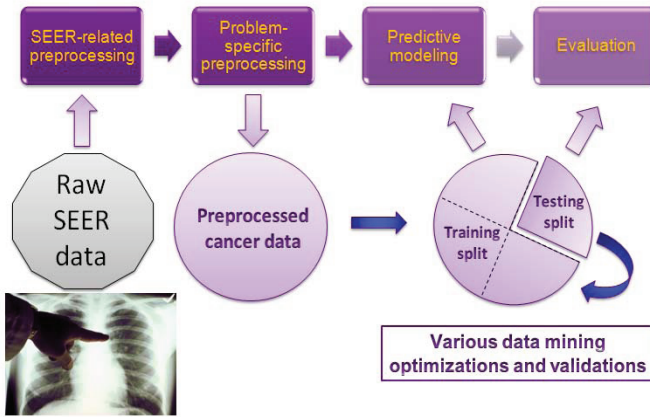 SEER-related
preprocessing
Problem-
specific
preprocessing
Predictive
modeling
Evaluation
Raw
SEER
data
Preprocessed
cancer data
Training
split
Testing
split
Various data mining
optimizations and validations